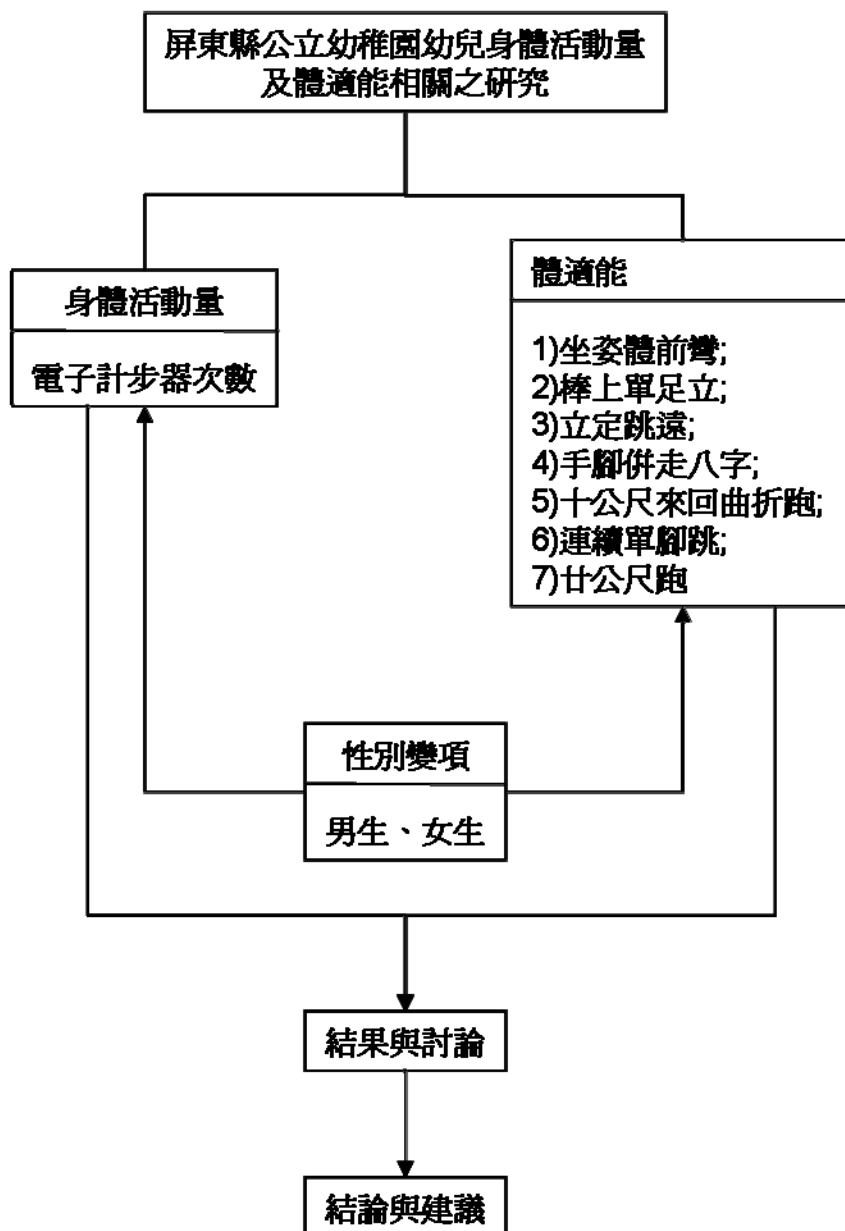 屏東縣公立幼稚園幼兒身體活動量
及體適能相關之研究
身體活動量
電子計步器次數
體適能
1)坐姿體前彎;
2)棒上單足立;
3)立定跳遠;
4)手腳併走八字;
5)十公尺來回曲折跑;
6)連續單腳跳;
7)廿公尺跑
性別變項
男生、女生
結果與討論
結論與建議